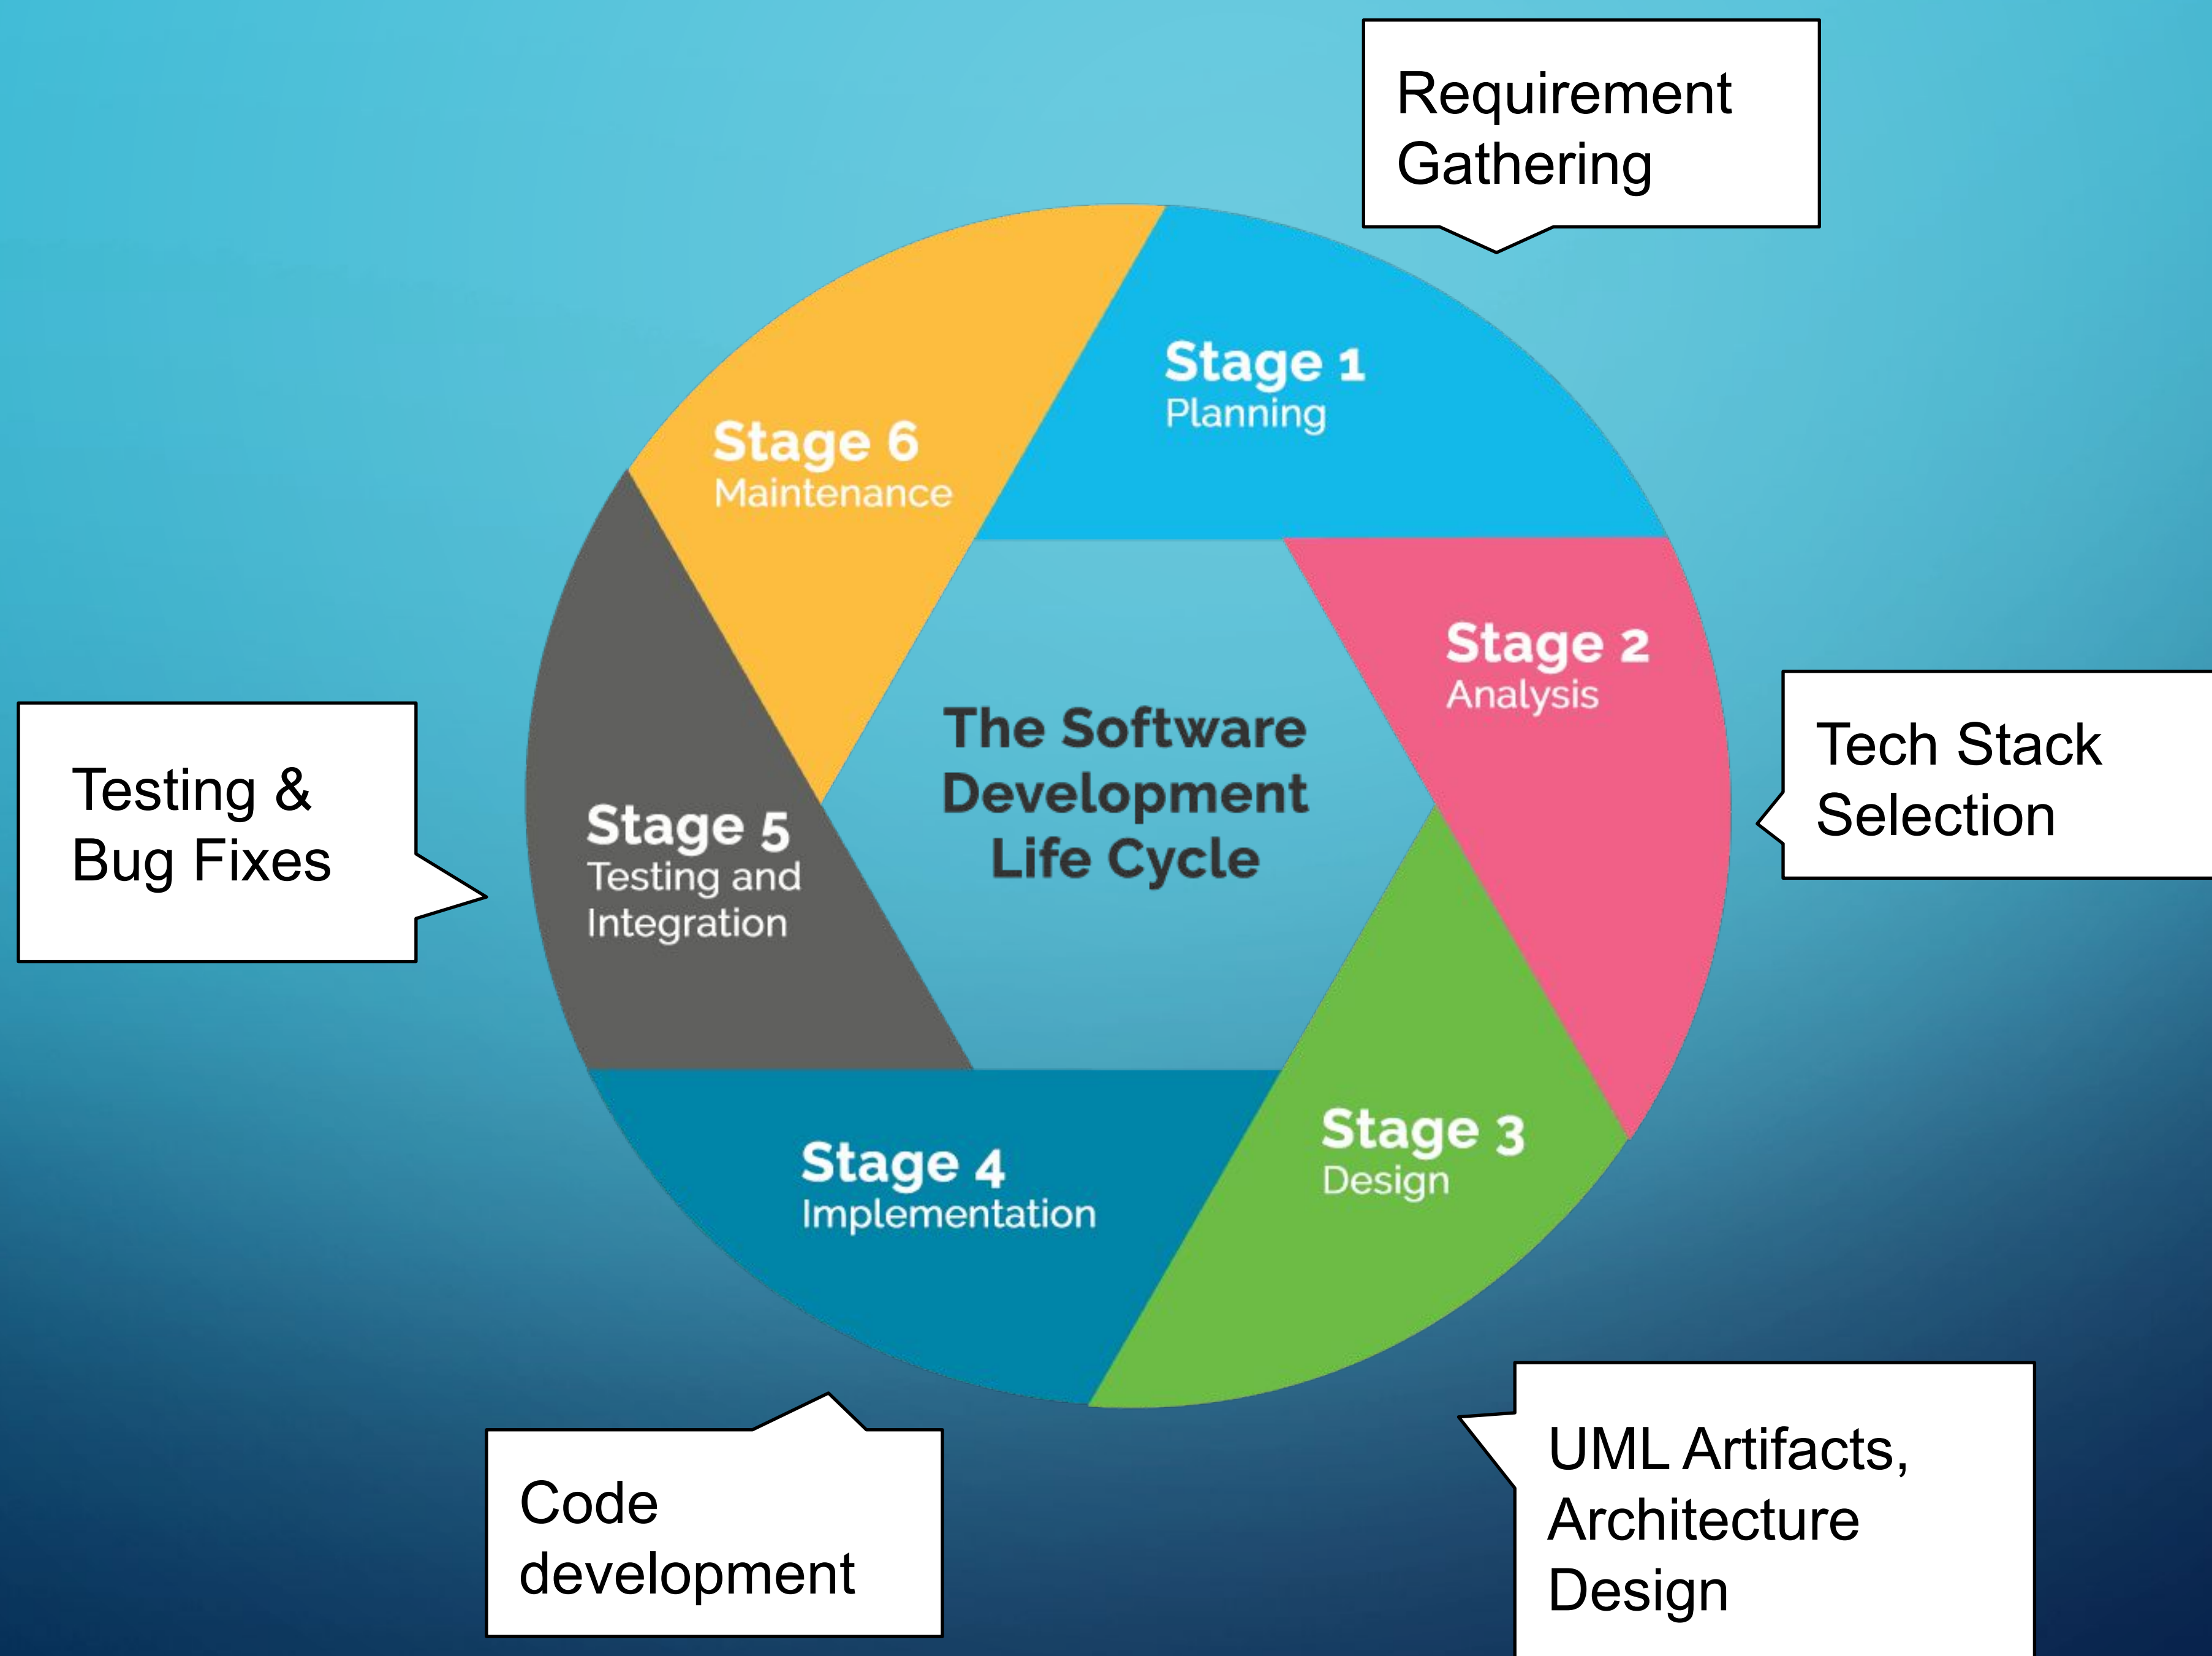 Requirement
Gathering
Stage 1
Planning
Stage 6
Maintenance
Stage 2
Analysis
The Software
Development
Life Cycle
Tech Stack
Selection
Testing &
Bug Fixes
Stage 5
Testing and
Integration
Stage 3
Design
Stage 4
Implementation
UML Artifacts,
Architecture
Design
Code
development